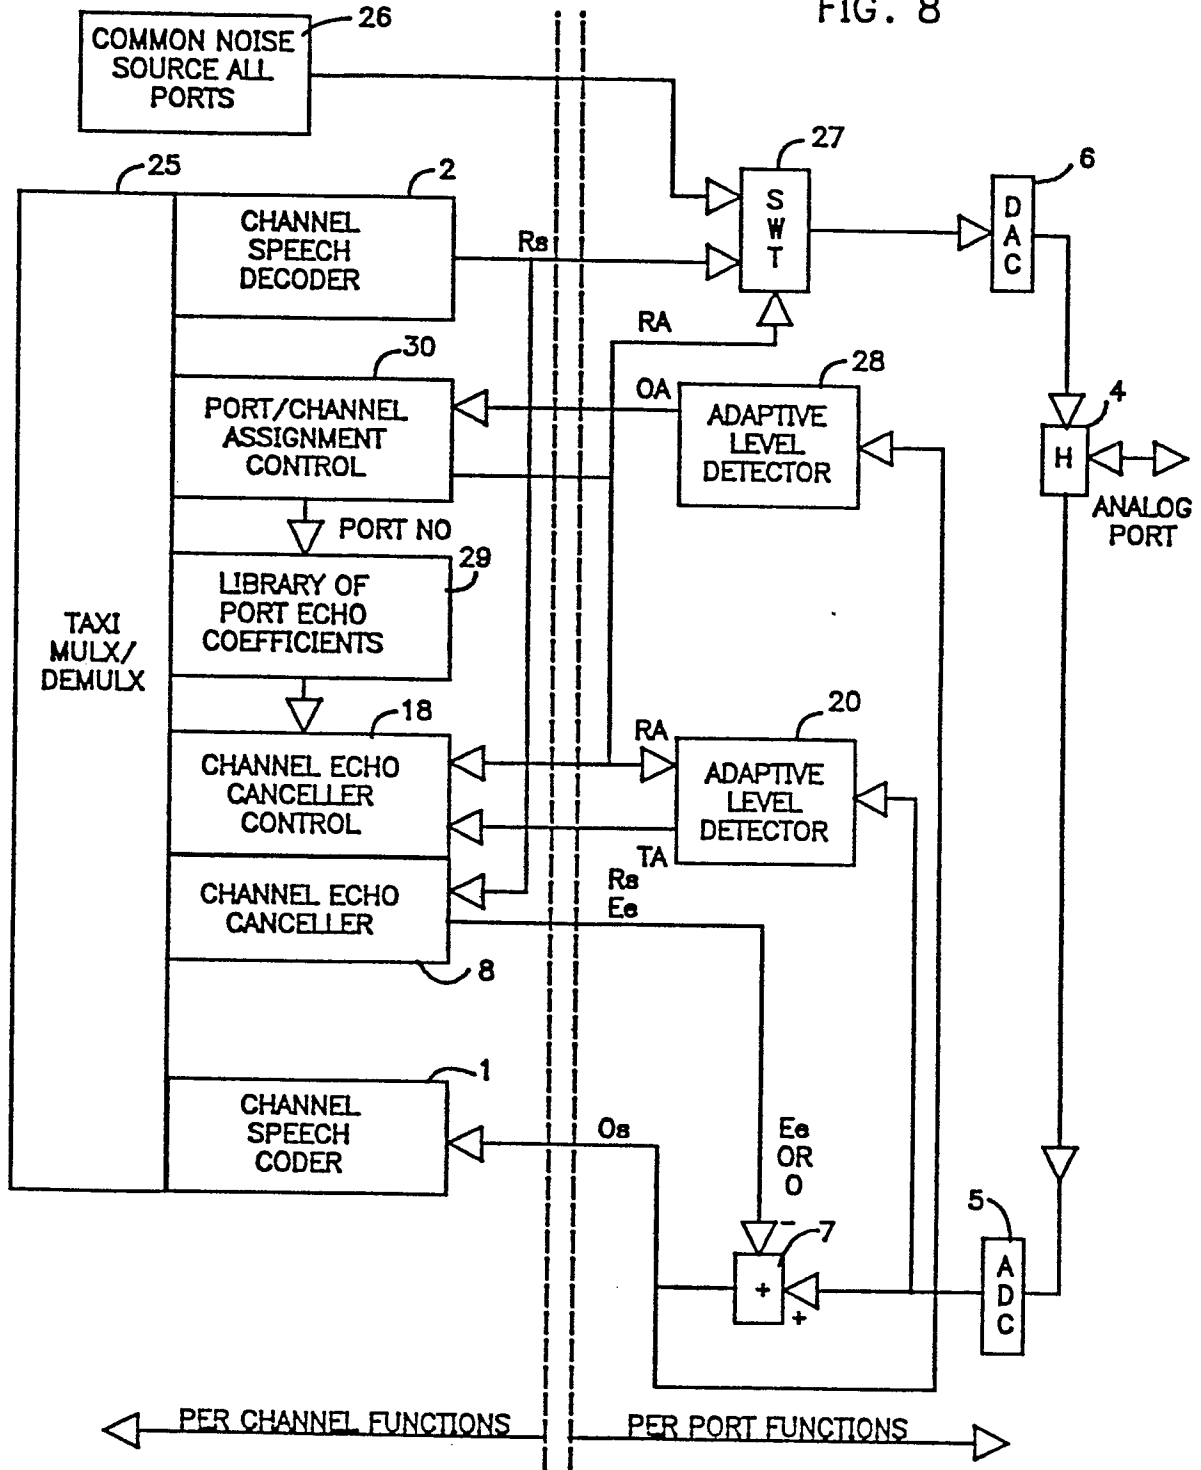 FIG. 8
26
COMMON NOISE
SOURCE ALL
PORTS
25
2
27
6
CHANNEL
SPEECH
DECODER
Rs
S
W
T
D
A
C
30
RA
28
4
PORT/CHANNEL
ASSIGNMENT
CONTROL
OA
ADAPTIVE
LEVEL
DETECTOR
H
ANALOG
PORT
PORT NO
29
LIBRARY OF
PORT ECHO
COEFFICIENTS
TAXI
MULX/
DEMULX
18
20
RA
CHANNEL ECHO
CANCELLER
CONTROL
ADAPTIVE
LEVEL
DETECTOR
TA
Rs
Ee
CHANNEL ECHO
CANCELLER
8
1
CHANNEL
SPEECH
CODER
Os
Ee
OR
0
5
-
7
+
+
A
D
C
PER CHANNEL FUNCTIONS
PER PORT FUNCTIONS